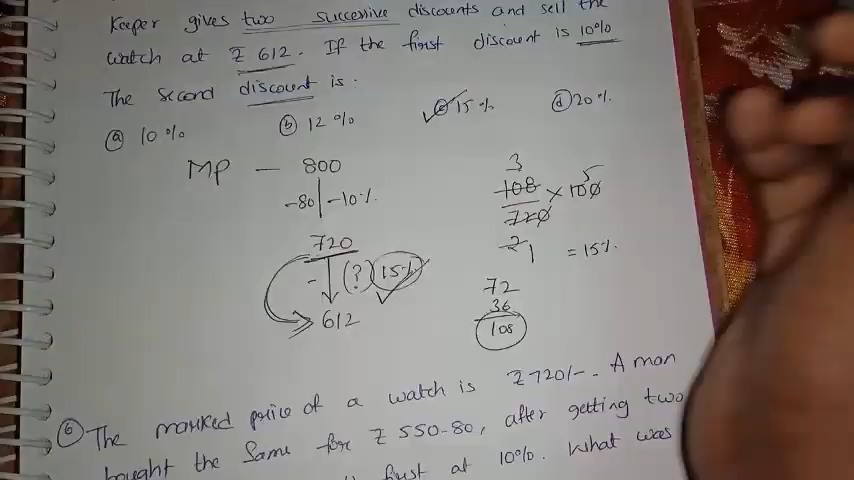 Keeper gives two successive discounts and sell the
watch at ₹ 612. If the first discount is 10%
The second discount is.
ⓐ 10% ⓑ 12% ⓒ 15% ⓓ 20%
MP — 800
-80 -10%
720
- (?) 15%
612
3
108 × 100 5
720
2 1 = 15%
72
36
108
⑥ The marked price of a watch is ₹720/-. A man
bought the Same for ₹ 550-80, after getting two
first at 10%. What was